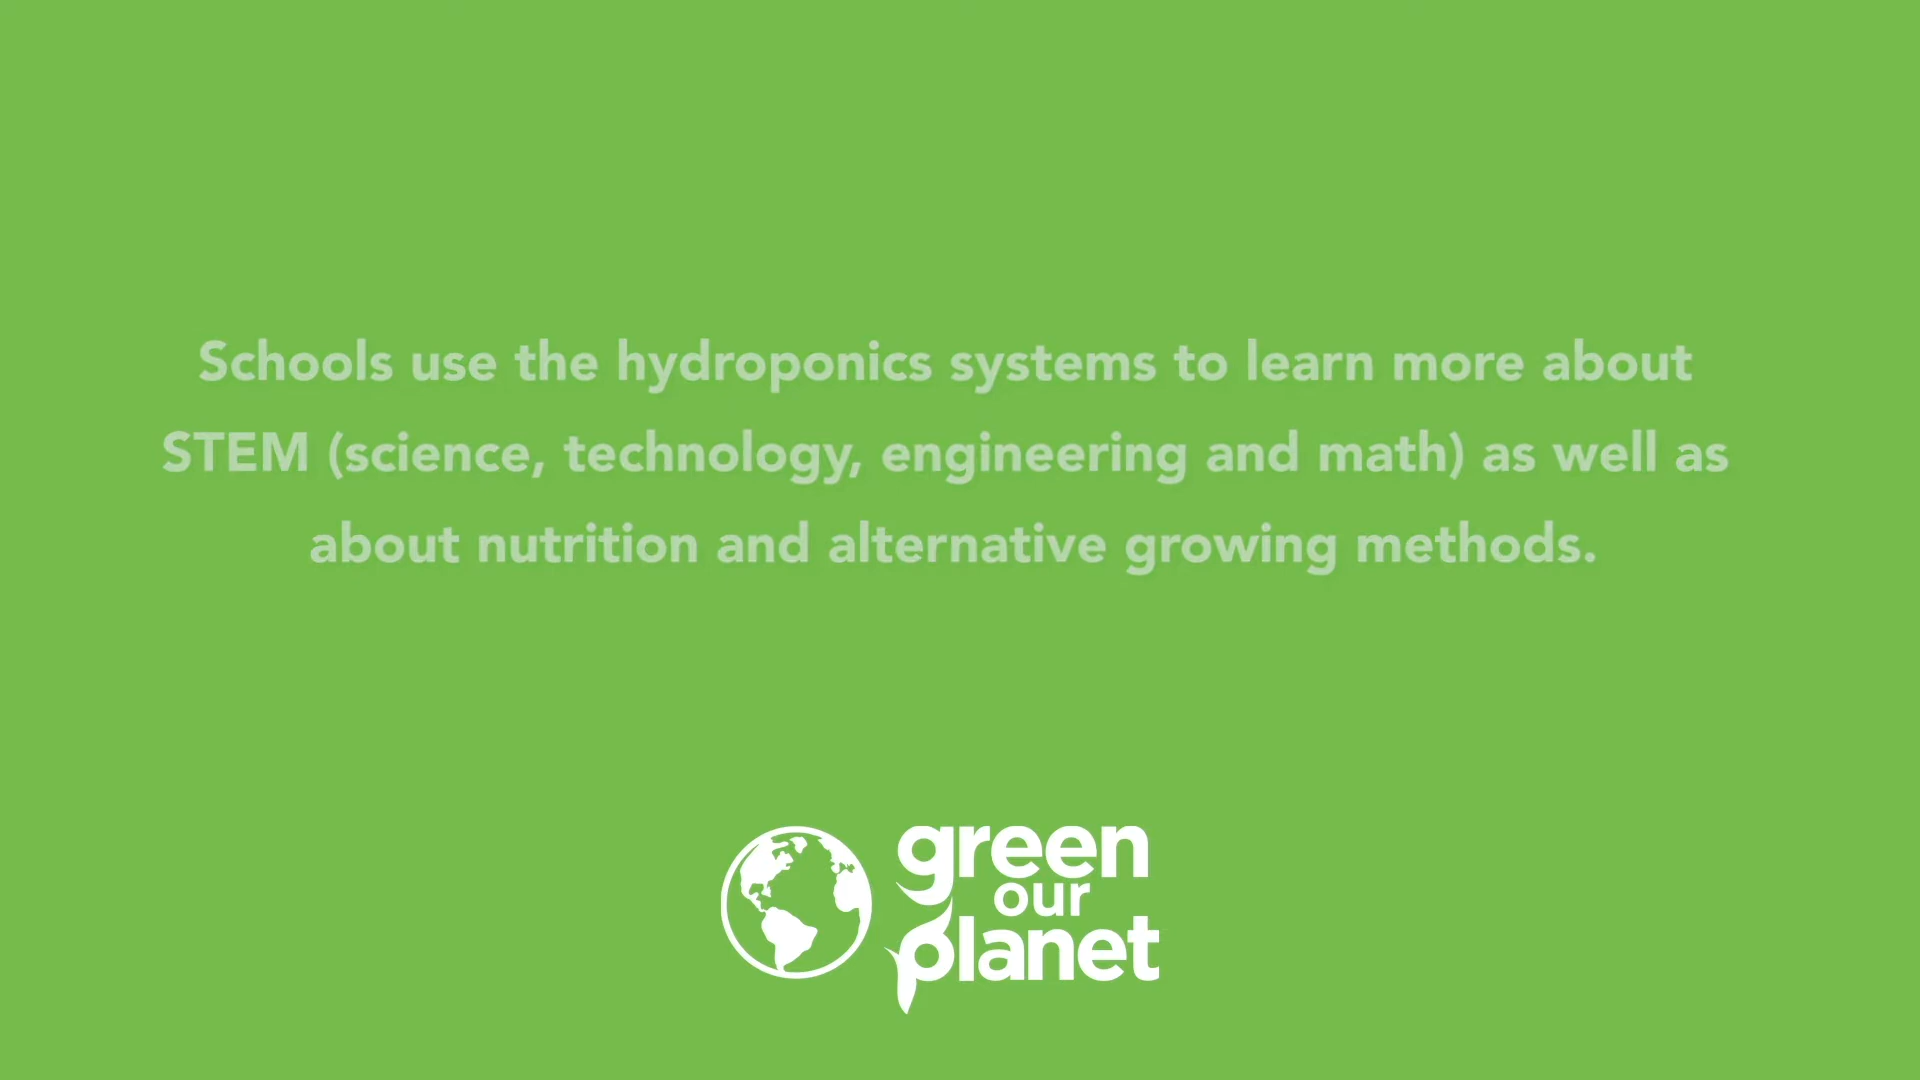 Schools use the hydroponics systems to learn more about
STEM (science, technology, engineering and math) as well as
about nutrition and alternative growing methods.
green
our
planet